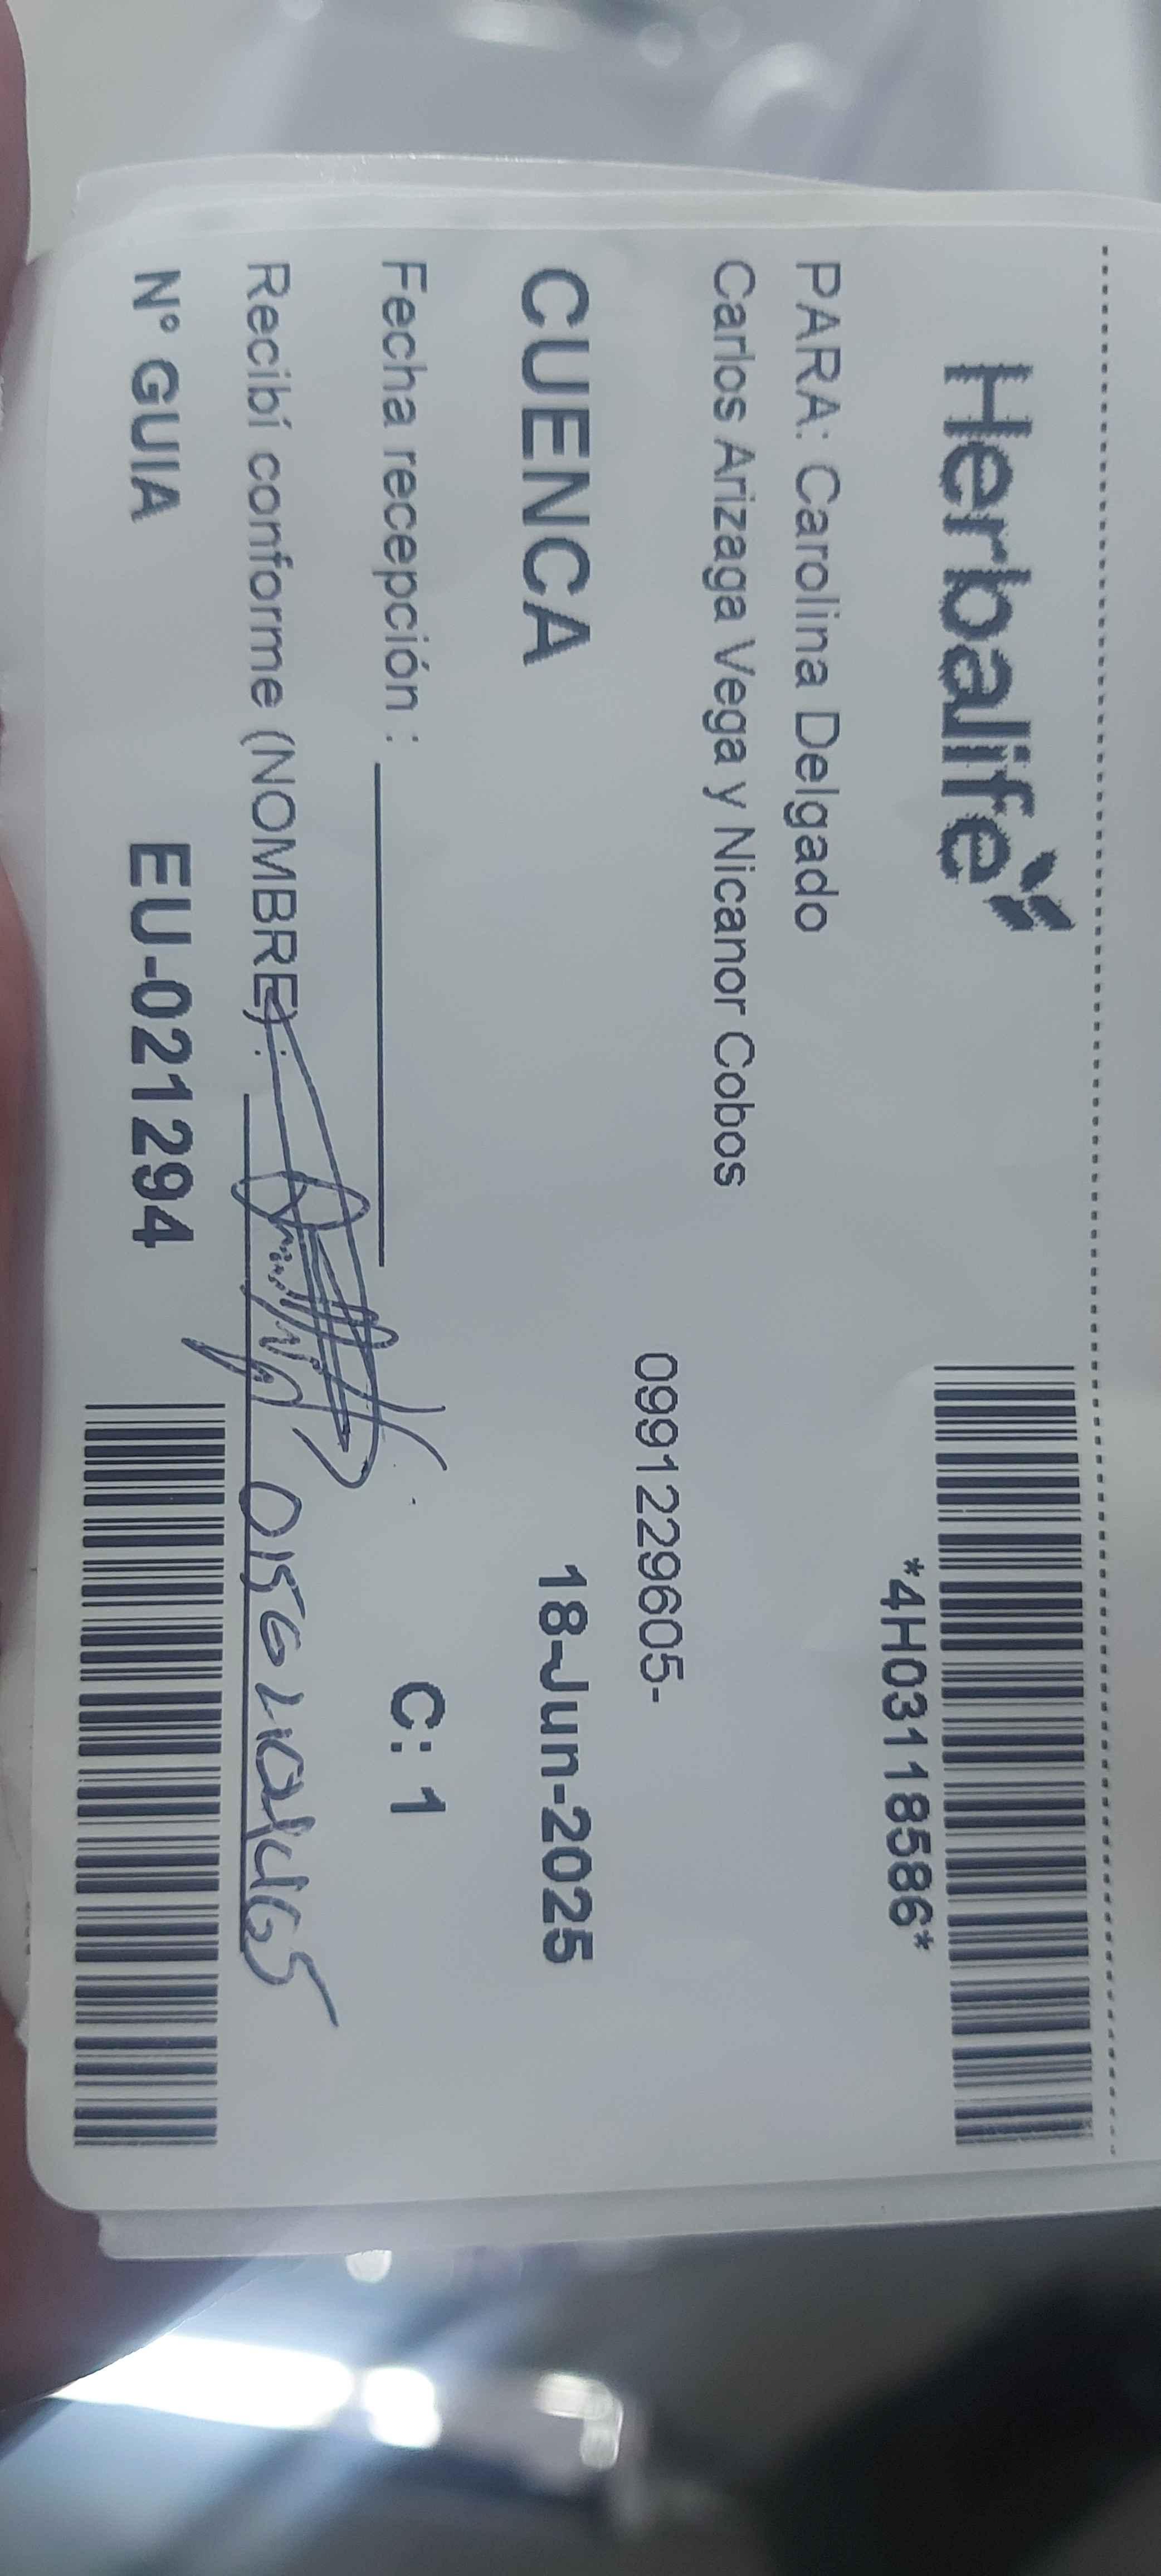 Herbalife
*4H03118586*
PARA: Carolina Delgado
Carlos Arizaga Vega y Nicanor Cobos
0991229605-
CUENCA 18-Jun-2025
Fecha recepción : C: 1
Recibí conforme (NOMBRE) :
N° GUIA EU-021294